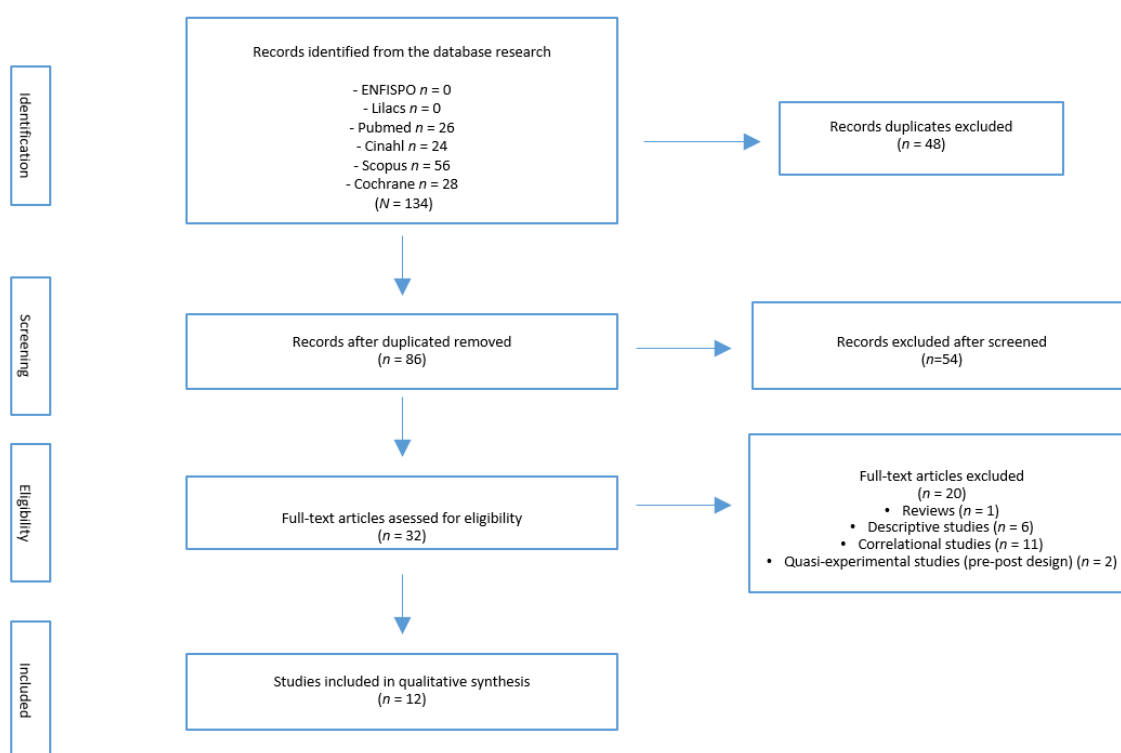 Identification
Records identified from the database research
- ENFISPO n = 0
- Lilacs n = 0
- Pubmed n = 26
- Cinahl n = 24
- Scopus n = 56
- Cochrane n = 28
(N = 134)
Records duplicates excluded
(n = 48)
Screening
Records after duplicated removed
(n = 86)
Records excluded after screened
(n=54)
Eligibility
Full-text articles asessed for eligibility
(n = 32)
Full-text articles excluded
(n = 20)
• Reviews (n = 1)
• Descriptive studies (n = 6)
• Correlational studies (n = 11)
• Quasi-experimental studies (pre-post design) (n = 2)
Included
Studies included in qualitative synthesis
(n = 12)